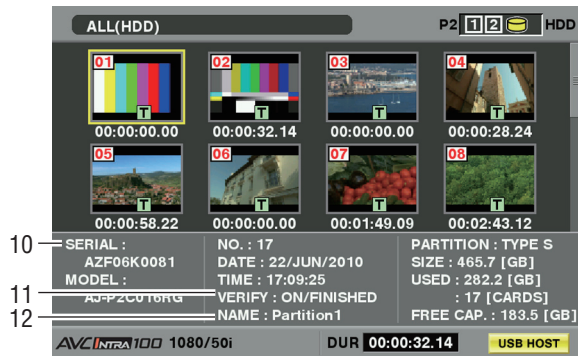 ALL(HDD)
P2 1 2 HDD
01 02 03 04
T T T T
00:00:00.00 00:00:32.14 00:00:00.00 00:00:28.24
05 06 07 08
T T T T
00:00:58.22 00:00:00.00 00:01:49.09 00:02:43.12
10
SERIAL :
AZF06K0081
MODEL :
AJ-P2C016RG
11
12
NO. : 17
DATE : 22/JUN/2010
TIME : 17:09:25
VERIFY : ON/FINISHED
NAME : Partition1
PARTITION : TYPE S
SIZE : 465.7 [GB]
USED : 282.2 [GB]
: 17 [CARDS]
FREE CAP. : 183.5 [GB]
AVC INTRA 100 1080/50i DUR 00:00:32.14 USB HOST